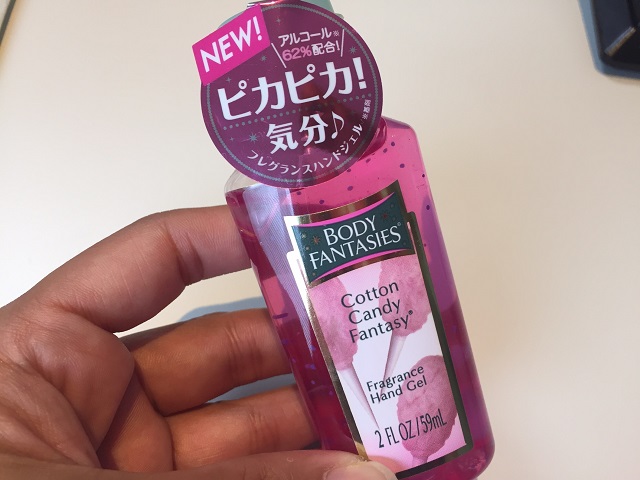 NEW!
アルコール※
62%配合!
ピカピカ!
気分♪
フレグランスハンドジェル
BODY
FANTASIES®
Cotton
Candy
Fantasy®
Fragrance
Hand Gel
2 FL OZ/59mL